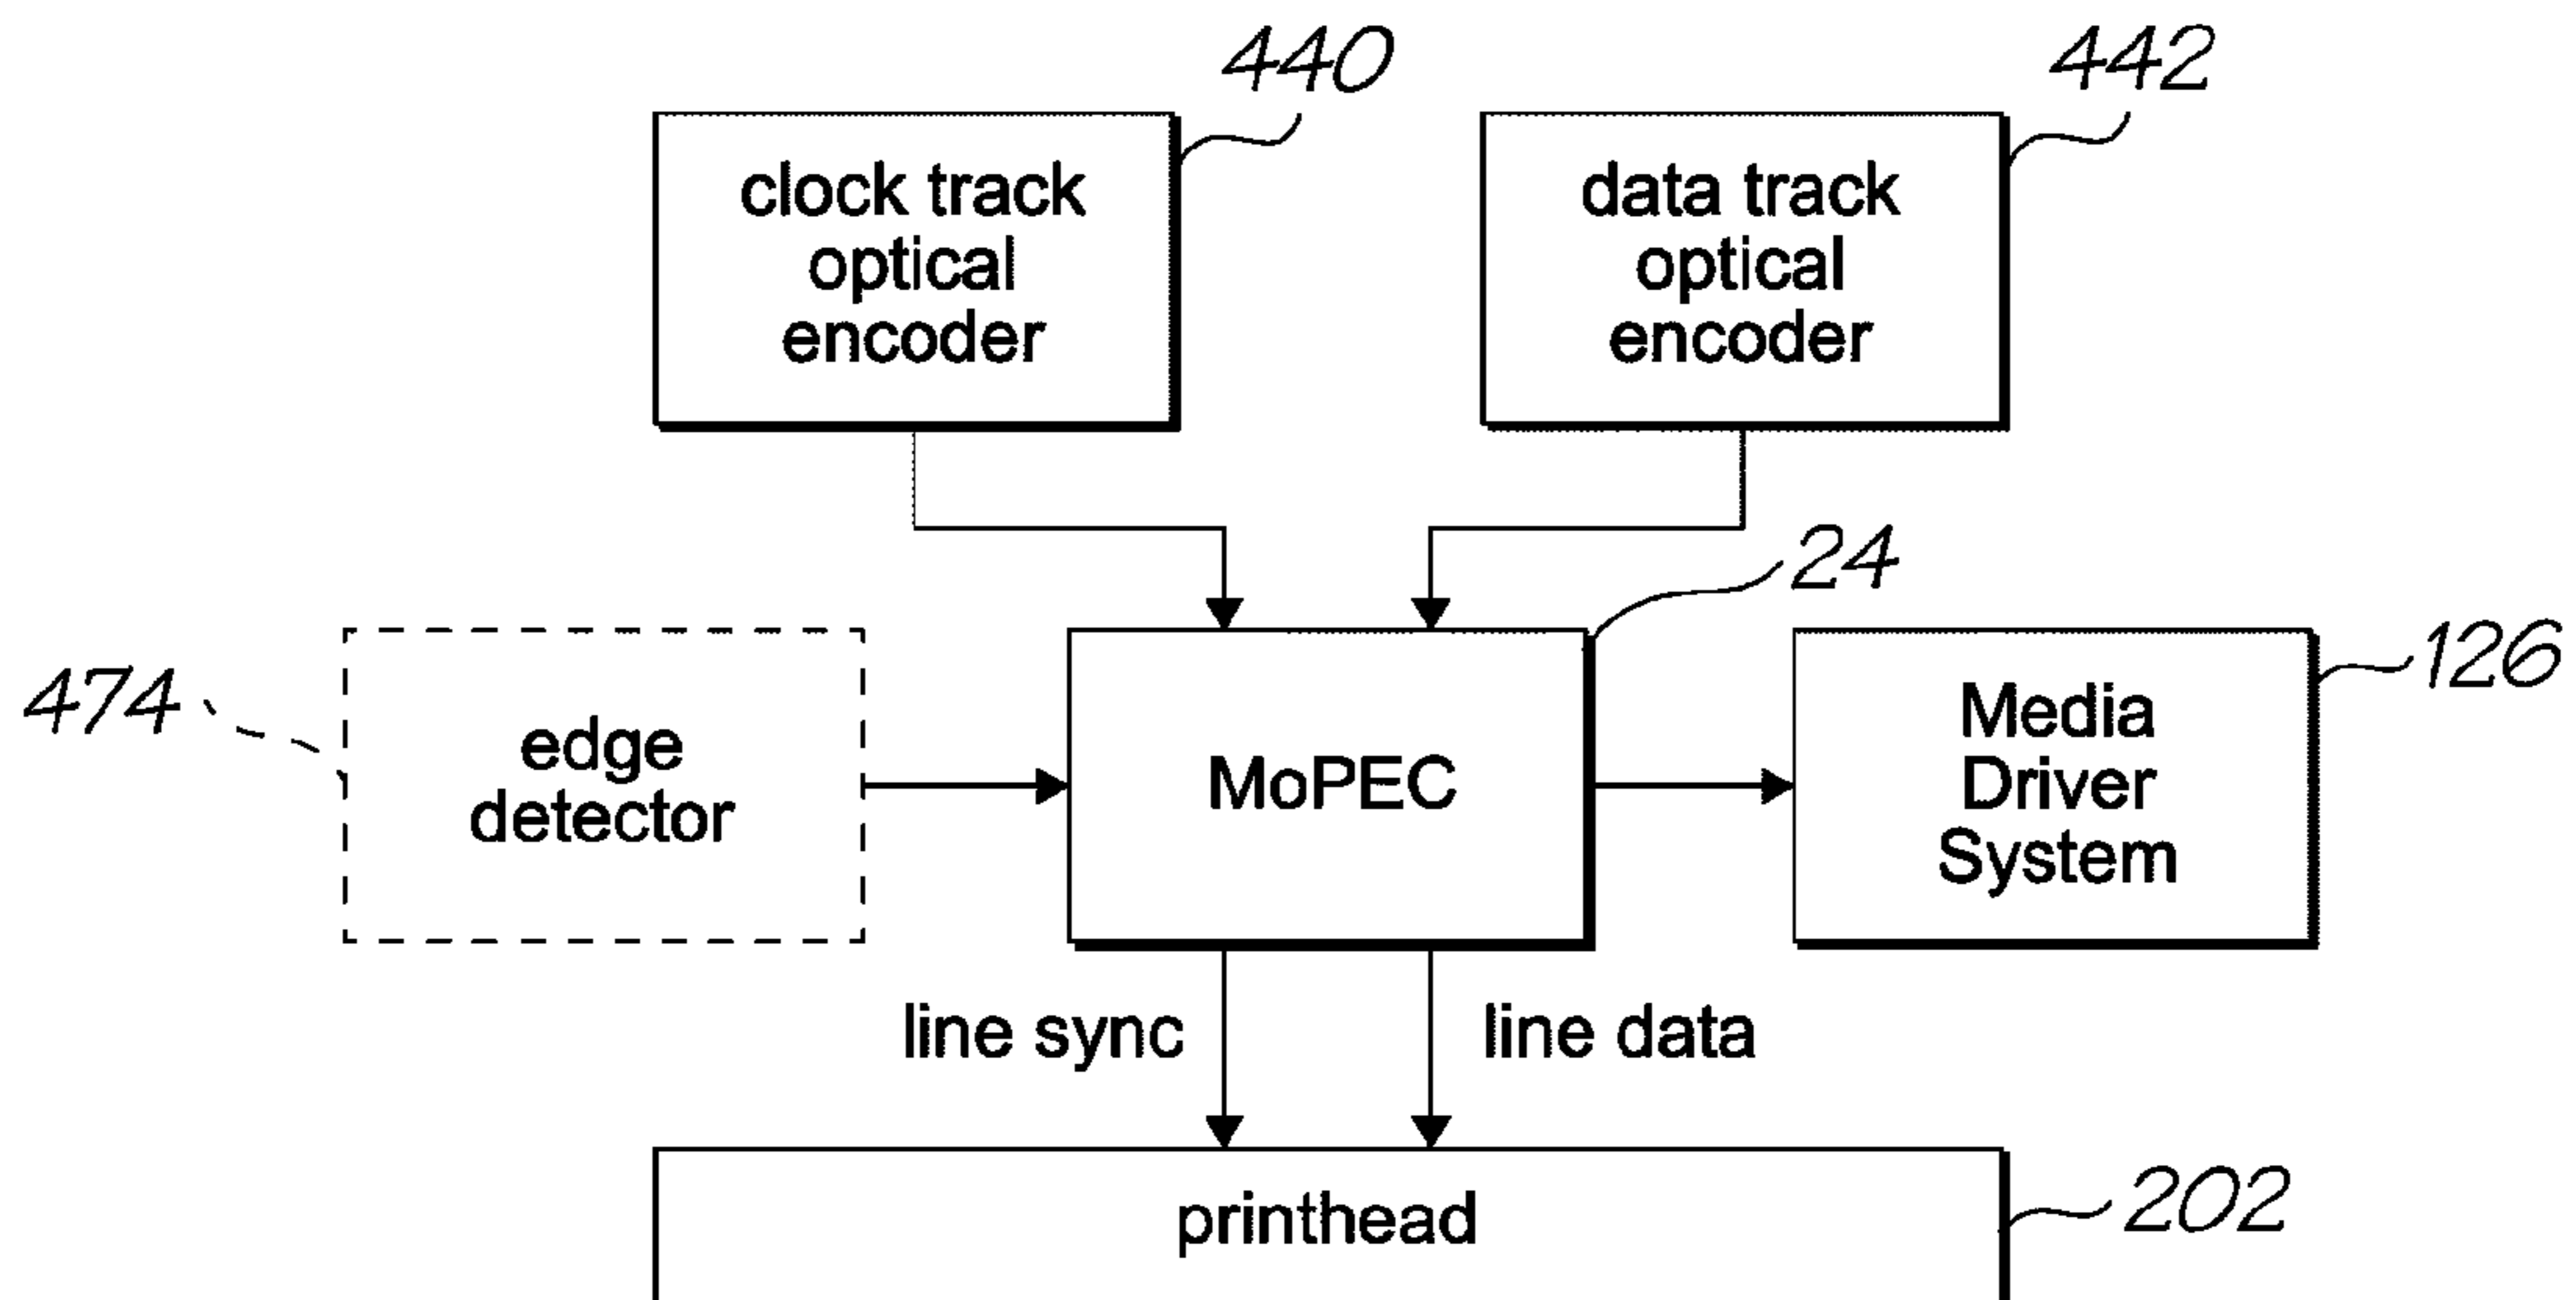 440
442
clock track
optical
encoder
data track
optical
encoder
24
474
edge
detector
MoPEC
126
Media
Driver
System
line sync
line data
printhead
202